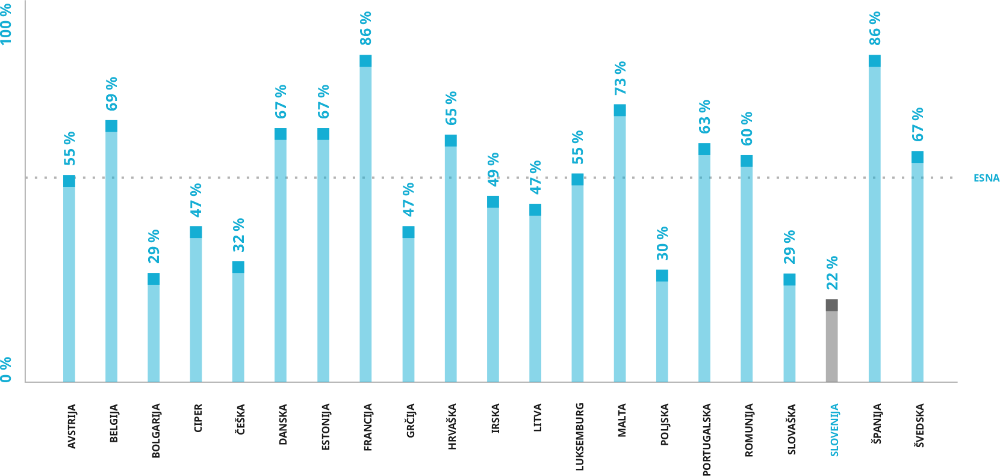 100 %
0 %
55 %
69 %
29 %
47 %
32 %
67 %
67 %
86 %
47 %
65 %
49 %
47 %
55 %
73 %
30 %
63 %
60 %
29 %
22 %
86 %
67 %
ESNA
AVSTRIJA
BELGIJA
BOLGARIJA
CIPER
ČEŠKA
DANSKA
ESTONIJA
FRANCIJA
GRČIJA
HRVAŠKA
IRSKA
LITVA
LUKSEMBURG
MALTA
POLJSKA
PORTUGALSKA
ROMUNIJA
SLOVAŠKA
SLOVENIJA
ŠPANIJA
ŠVEDSKA